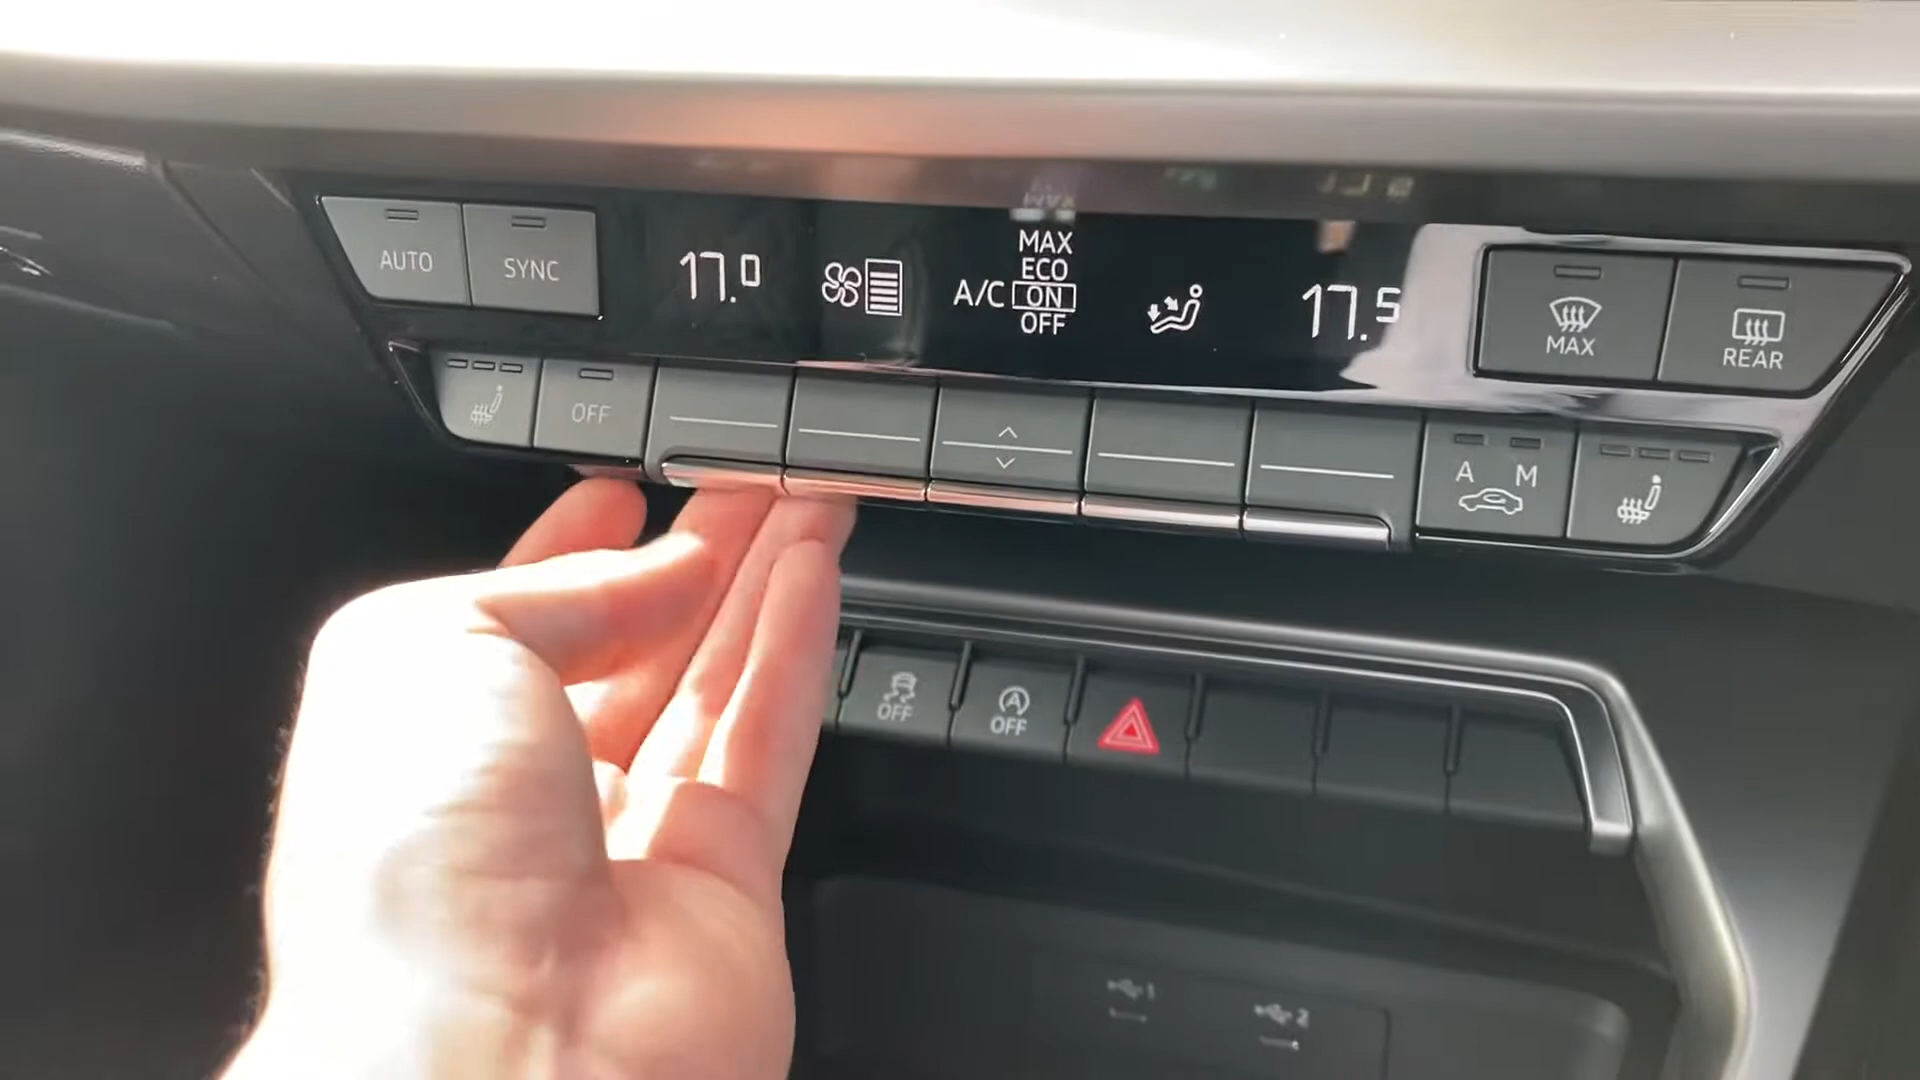 AUTO
SYNC
17.0
A/C
MAX
ECO
ON
OFF
17.5
MAX
REAR
OFF
A M
OFF
A
OFF
1
2